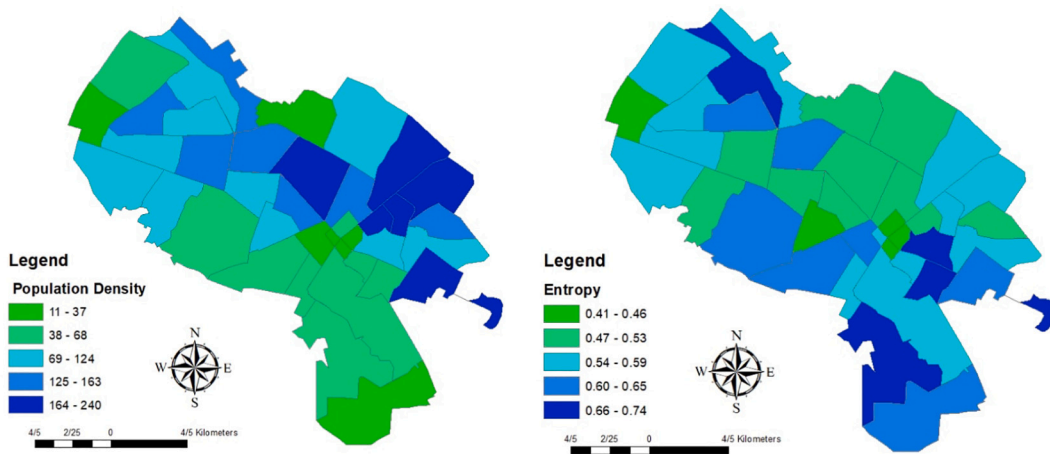 Legend
Population Density
11 - 37
38 - 68
69 - 124
125 - 163
164 - 240
N
W E
S
4/5 2/25 0 4/5 Kilometers
Legend
Entropy
0.41 - 0.46
0.47 - 0.53
0.54 - 0.59
0.60 - 0.65
0.66 - 0.74
N
W E
S
4/5 2/25 0 4/5 Kilometers